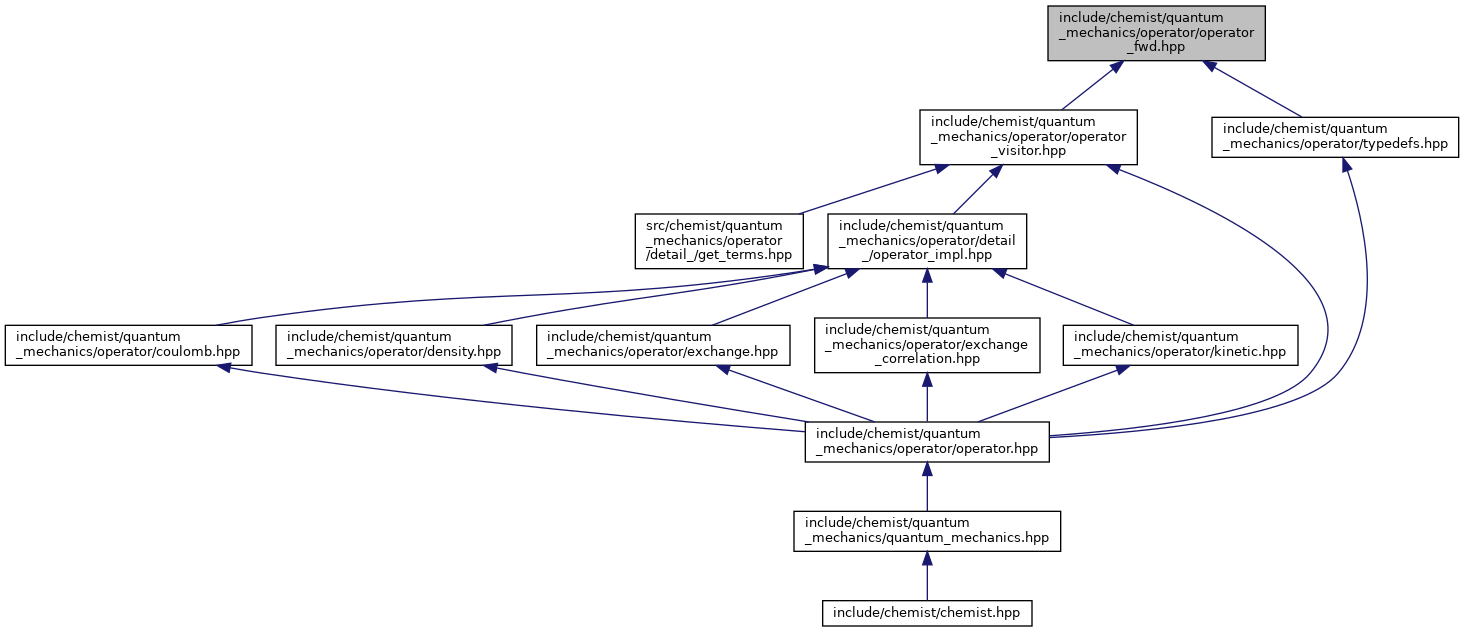 include/chemist/quantum
_mechanics/operator/operator
_fwd.hpp
include/chemist/quantum
_mechanics/operator/operator
_visitor.hpp
include/chemist/quantum
_mechanics/operator/typedefs.hpp
src/chemist/quantum
_mechanics/operator
/detail_/get_terms.hpp
include/chemist/quantum
_mechanics/operator/detail
_/operator_impl.hpp
include/chemist/quantum
_mechanics/operator/coulomb.hpp
include/chemist/quantum
_mechanics/operator/density.hpp
include/chemist/quantum
_mechanics/operator/exchange.hpp
include/chemist/quantum
_mechanics/operator/exchange
_correlation.hpp
include/chemist/quantum
_mechanics/operator/kinetic.hpp
include/chemist/quantum
_mechanics/operator/operator.hpp
include/chemist/quantum
_mechanics/quantum_mechanics.hpp
include/chemist/chemist.hpp